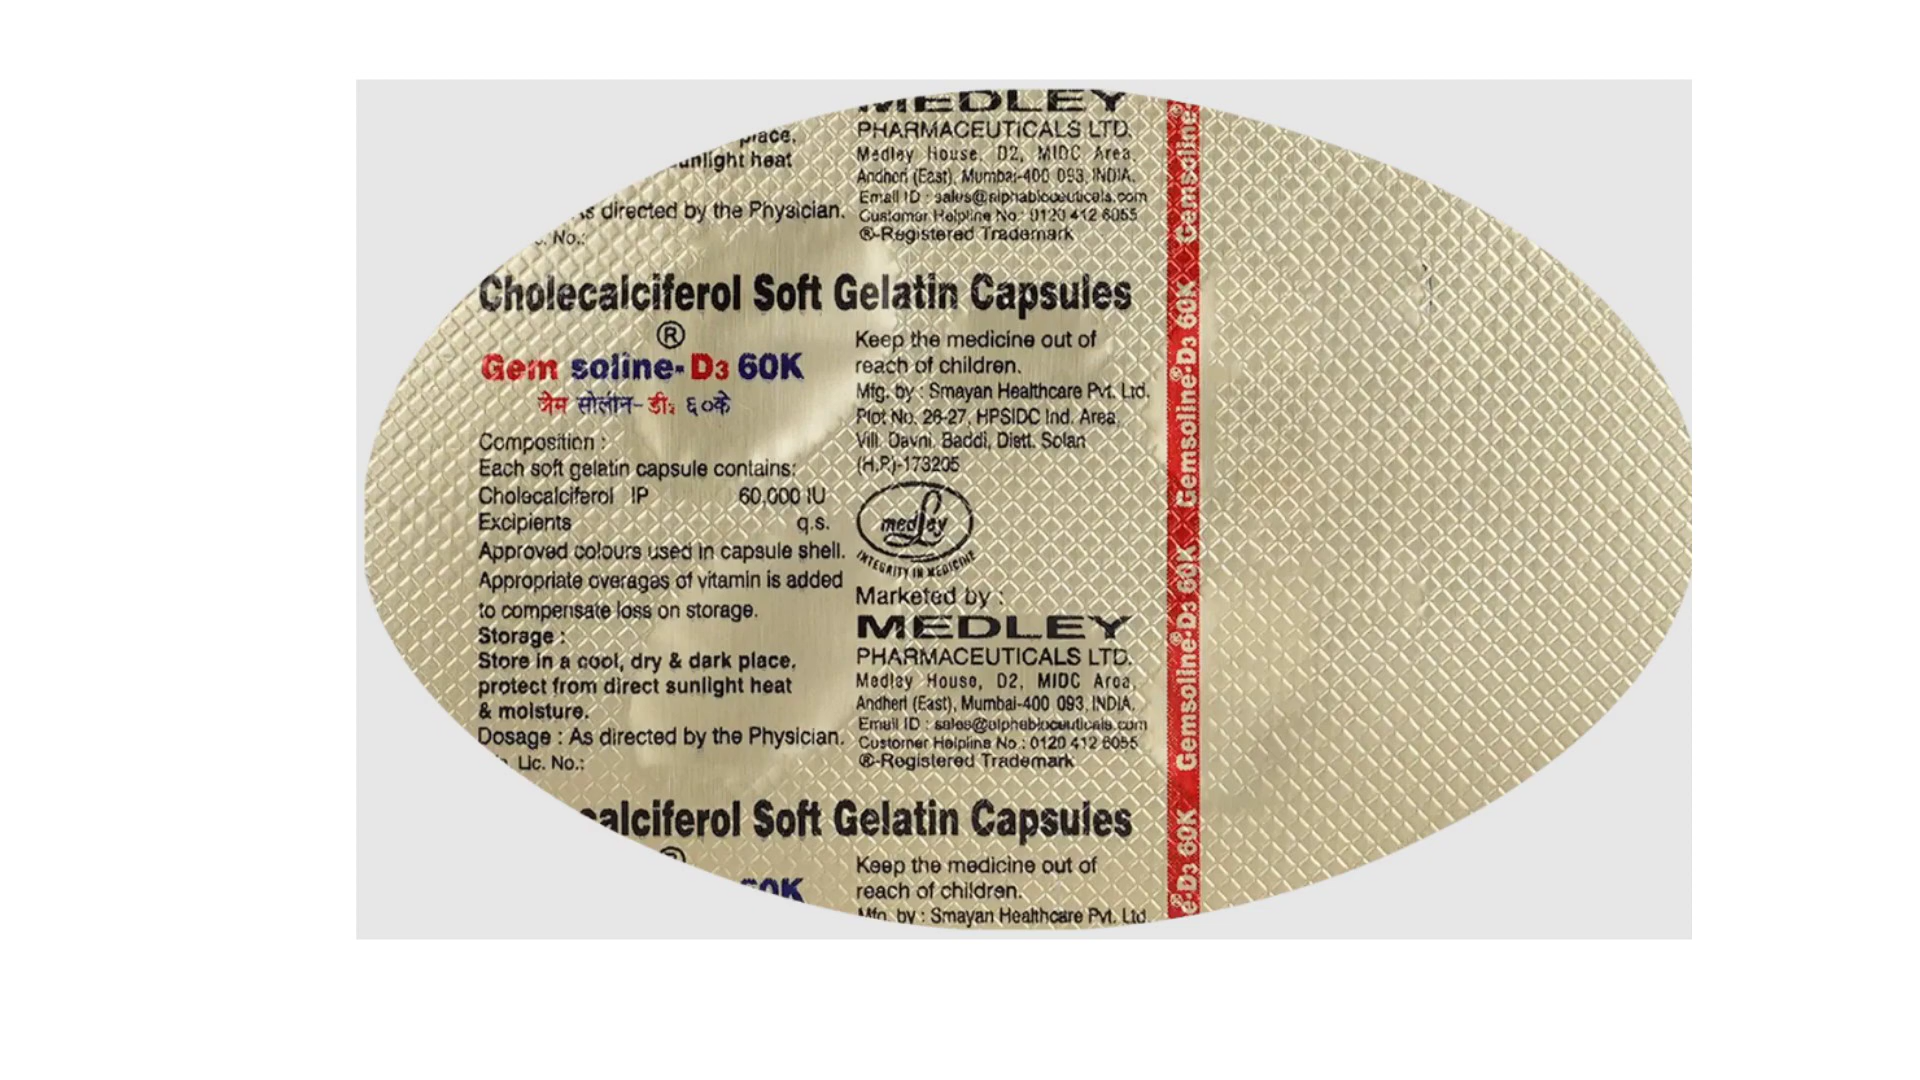 MEDLEY
PHARMACEUTICALS LTD.
Medley House, D2, MIDC Area,
Andheri (East), Mumbai-400 093, INDIA.
Email ID : sales@alphabioceuticals.com
Customer Helpline No.: 0120 412 6055
®-Registered Trademark
place,
sunlight heat
As directed by the Physician.
No.:
Cholecalciferol Soft Gelatin Capsules
®
Gem soline- D3 60K
जेम सोलीन-डी३ ६०के
Composition :
Each soft gelatin capsule contains:
Cholecalciferol IP 60,000 IU
Excipients q.s.
Approved colours used in capsule shell.
Appropriate overages of vitamin is added
to compensate loss on storage.
Storage :
Store in a cool, dry & dark place,
protect from direct sunlight heat
& moisture.
Dosage : As directed by the Physician.
Lic. No.:
Keep the medicine out of
reach of children.
Mfg. by : Smayan Healthcare Pvt. Ltd.
Plot No. 26-27, HPSIDC Ind. Area,
Vill. Davni, Baddi, Distt. Solan
(H.P.)-173205
medley
INTEGRITY IN MEDICINE
Marketed by :
MEDLEY
PHARMACEUTICALS LTD.
Medley House, D2, MIDC Area,
Andheri (East), Mumbai-400 093, INDIA.
Email ID : sales@alphabioceuticals.com
Customer Helpline No.: 0120 412 6055
®-Registered Trademark
alciferol Soft Gelatin Capsules
60K
Keep the medicine out of
reach of children.
Mfg. by : Smayan Healthcare Pvt. Ltd.
e-D3 60K Gemsoline®-D3 60K Gemsoline®-D3 60K Gemsoline®